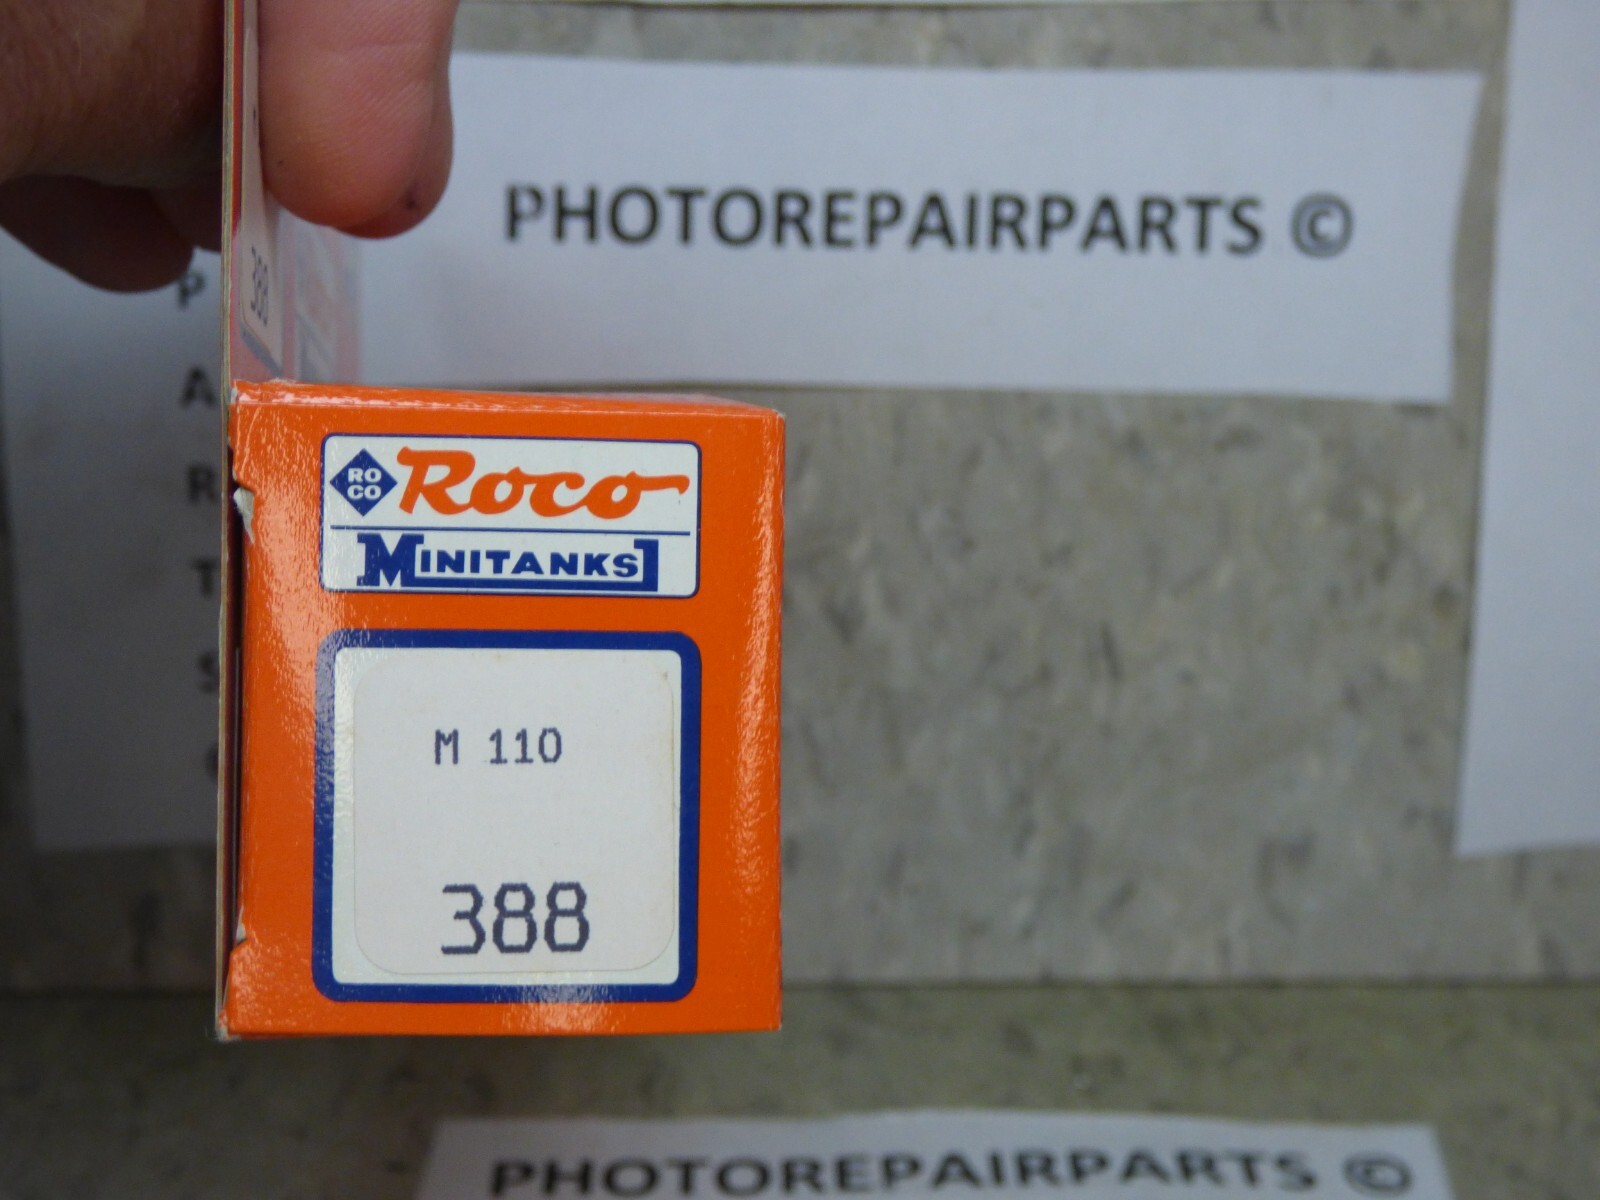 PHOTOREPAIRPARTS ©
388
P
A
R
T
S
RO
CO
Roco
MINITANKS
M 110
388
PHOTOREPAIRPARTS ©